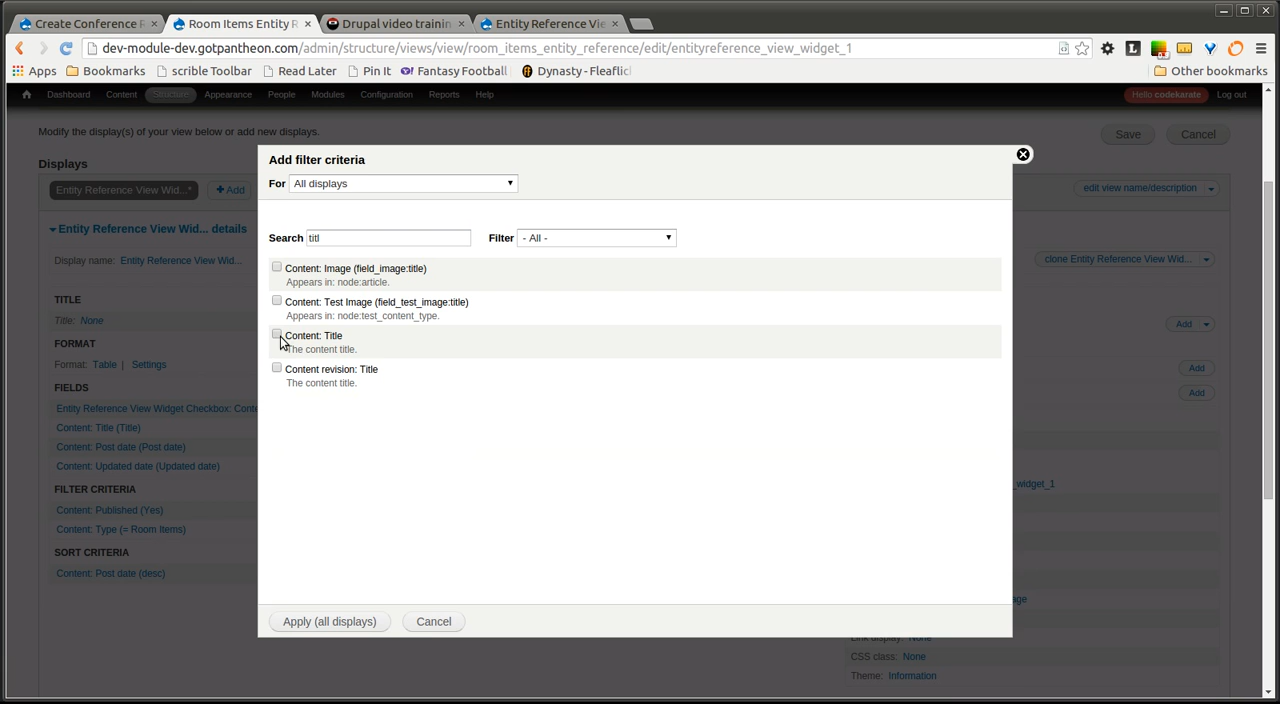 Create Conference R
Room Items Entity R
Drupal video trainin
Entity Reference Vie
dev-module-dev.gotpantheon.com/admin/structure/views/view/room_items_entity_reference/edit/entityreference_view_widget_1
Apps Bookmarks scrible Toolbar Read Later Pin It Fantasy Football Dynasty - Fleaflic Other bookmarks
Dashboard Content Structure Appearance People Modules Configuration Reports Help Hello codekarate Log out
Modify the display(s) of your view below or add new displays.
Save Cancel
Displays
Entity Reference View Wid...* Add
edit view name/description
Entity Reference View Wid... details
Display name: Entity Reference View Wid...
clone Entity Reference View Wid...
TITLE
Title: None
FORMAT
Format: Table | Settings
FIELDS
Entity Reference View Widget Checkbox: Conte
Content: Title (Title)
Content: Post date (Post date)
Content: Updated date (Updated date)
FILTER CRITERIA
Content: Published (Yes)
Content: Type (= Room Items)
SORT CRITERIA
Content: Post date (desc)
Add filter criteria
For All displays
Search titl Filter - All -
Content: Image (field_image:title)
Appears in: node:article.
Content: Test Image (field_test_image:title)
Appears in: node:test_content_type.
Content: Title
The content title.
Content revision: Title
The content title.
Apply (all displays) Cancel
Add
Add
Add
_widget_1
age
Link display: None
CSS class: None
Theme: Information